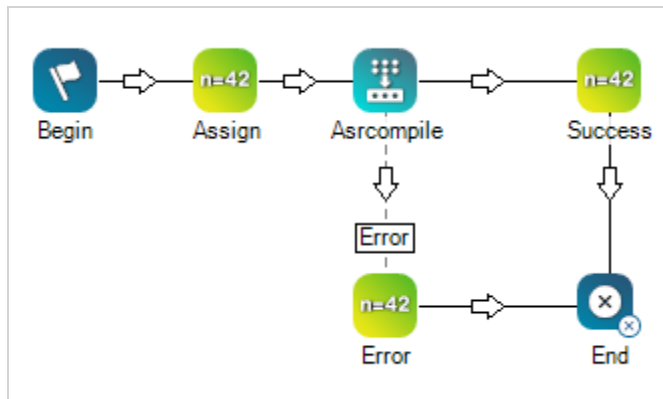 n=42
n=42
Begin
Assign
Asrcompile
Success
Error
n=42
Error
End